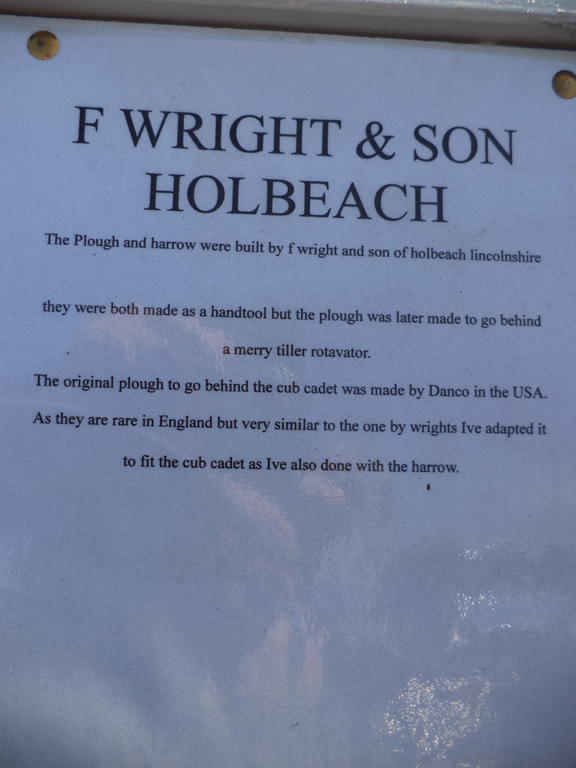 F WRIGHT & SON
HOLBEACH
The Plough and harrow were built by f wright and son of holbeach lincolnshire
they were both made as a handtool but the plough was later made to go behind
a merry tiller rotavator.
The original plough to go behind the cub cadet was made by Danco in the USA.
As they are rare in England but very similar to the one by wrights Ive adapted it
to fit the cub cadet as Ive also done with the harrow.